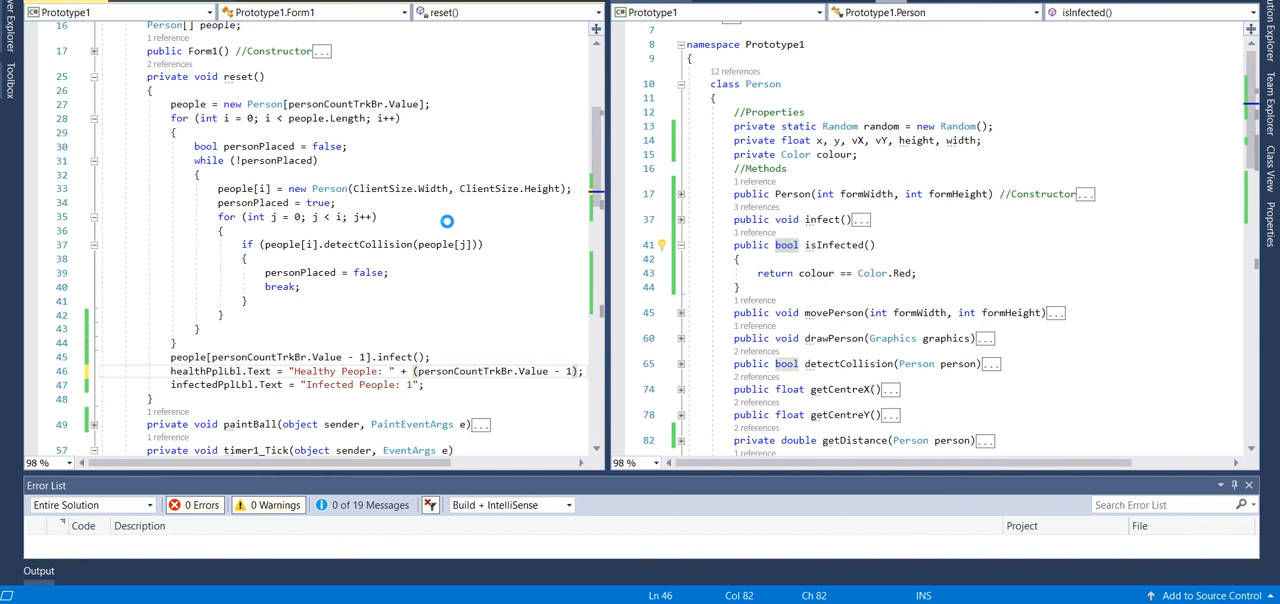 er Explorer
Toolbox
Prototype1
Prototype1.Form1
reset()
16 Person[] people;
1 reference
17 public Form1() //Constructor...
2 references
25 private void reset()
26 {
27 people = new Person[personCountTrkBr.Value];
28 for (int i = 0; i < people.Length; i++)
29 {
30 bool personPlaced = false;
31 while (!personPlaced)
32 {
33 people[i] = new Person(ClientSize.Width, ClientSize.Height);
34 personPlaced = true;
35 for (int j = 0; j < i; j++)
36 {
37 if (people[i].detectCollision(people[j]))
38 {
39 personPlaced = false;
40 break;
41 }
42 }
43 }
44 }
45 people[personCountTrkBr.Value - 1].infect();
46 healthPplLbl.Text = "Healthy People: " + (personCountTrkBr.Value - 1);
47 infectedPplLbl.Text = "Infected People: 1";
48 }
1 reference
49 private void paintBall(object sender, PaintEventArgs e)...
1 reference
57 private void timer1_Tick(object sender, EventArgs e)
98 %
Prototype1
Prototype1.Person
isInfected()
7
8 namespace Prototype1
9 {
12 references
10 class Person
11 {
12 //Properties
13 private static Random random = new Random();
14 private float x, y, vX, vY, height, width;
15 private Color colour;
16 //Methods
1 reference
17 public Person(int formWidth, int formHeight) //Constructor...
3 references
37 public void infect()...
1 reference
41 public bool isInfected()
42 {
43 return colour == Color.Red;
44 }
1 reference
45 public void movePerson(int formWidth, int formHeight)...
1 reference
60 public void drawPerson(Graphics graphics)...
1 reference
65 public bool detectCollision(Person person)...
2 references
74 public float getCentreX()...
2 references
78 public float getCentreY()...
2 references
82 private double getDistance(Person person)...
1 reference
98 %
ution Explorer
Team Explorer
Class View
Properties
Error List
Entire Solution
0 Errors
0 Warnings
0 of 19 Messages
Build + IntelliSense
Search Error List
Code Description Project File
Output
Ln 46 Col 82 Ch 82 INS Add to Source Control